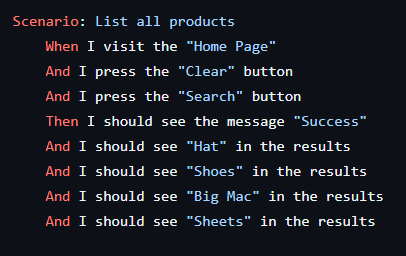 Scenario: List all products
When I visit the "Home Page"
And I press the "Clear" button
And I press the "Search" button
Then I should see the message "Success"
And I should see "Hat" in the results
And I should see "Shoes" in the results
And I should see "Big Mac" in the results
And I should see "Sheets" in the results